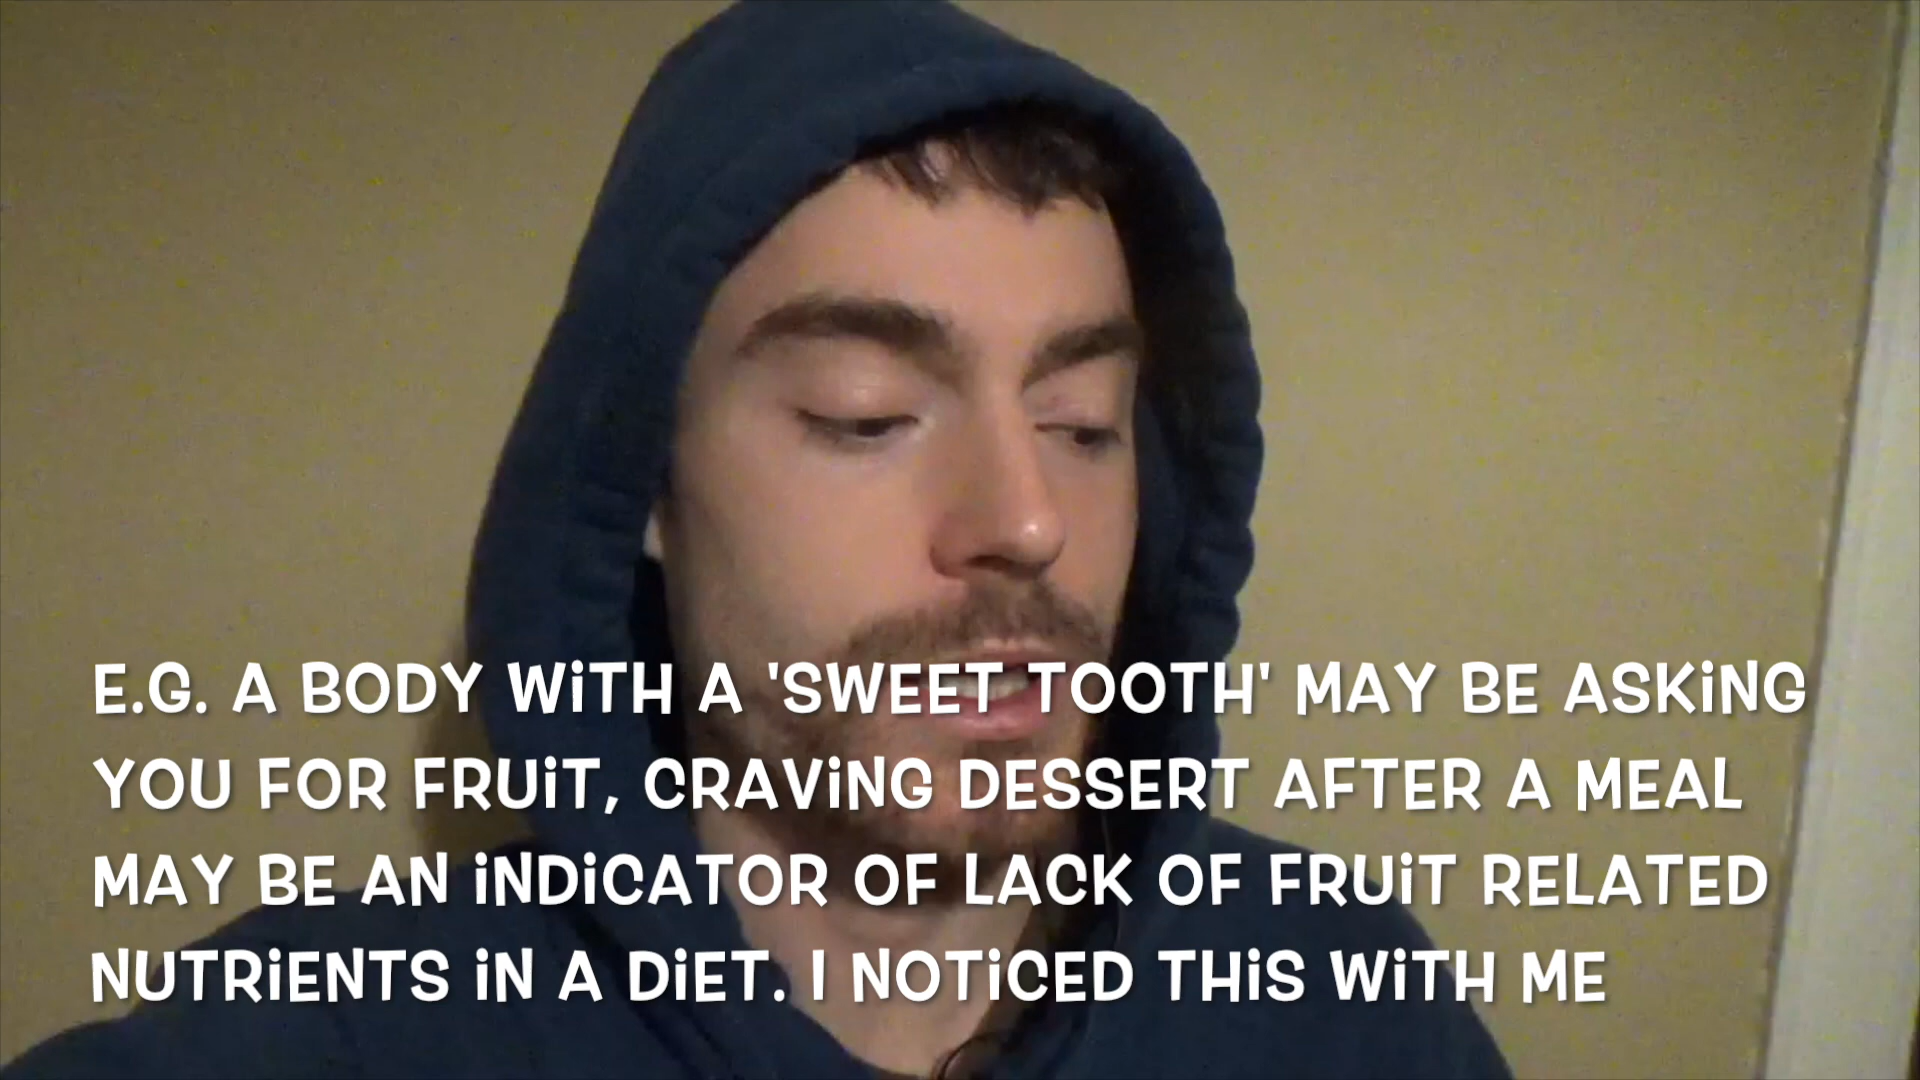 E.G. A BODY WITH A 'SWEET TOOTH' MAY BE ASKING
YOU FOR FRUIT, CRAVING DESSERT AFTER A MEAL
MAY BE AN INDICATOR OF LACK OF FRUIT RELATED
NUTRIENTS IN A DIET. I NOTICED THIS WITH ME